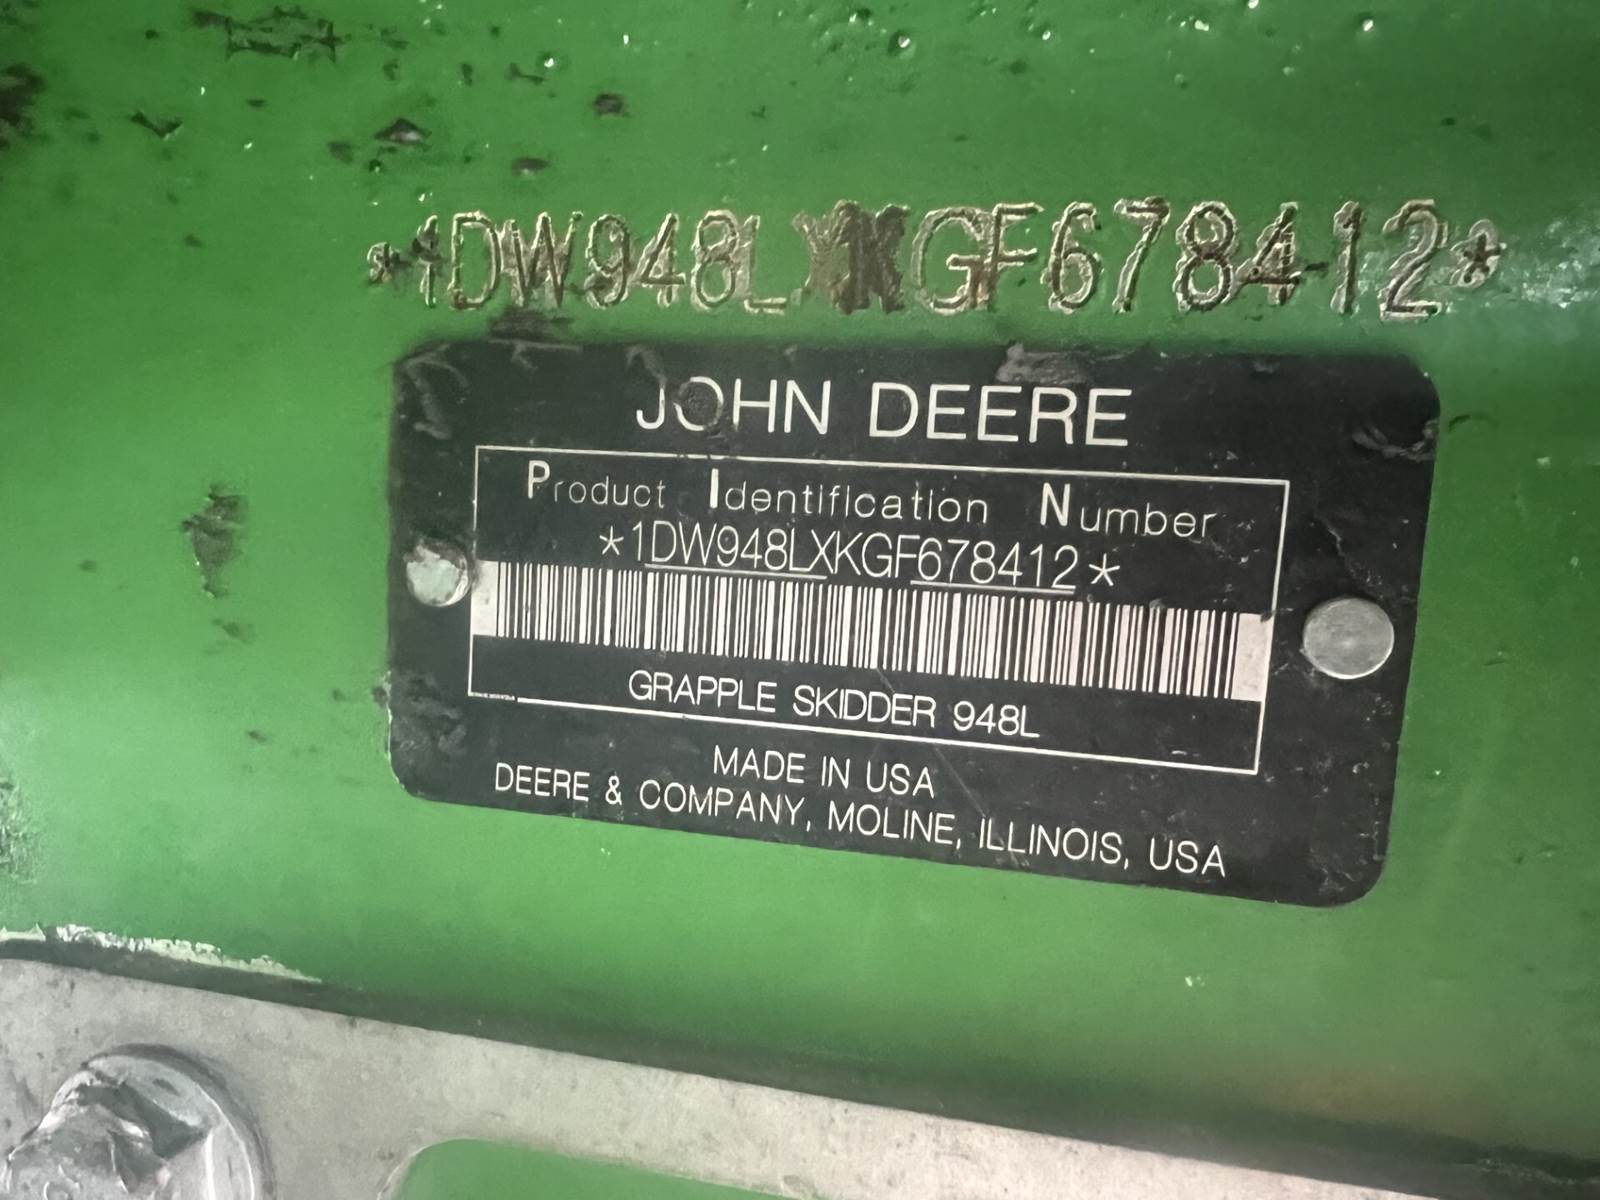 *1DW948LXKGF678412*
JOHN DEERE
Product Identification Number
*1DW948LXKGF678412*
GRAPPLE SKIDDER 948L
MADE IN USA
DEERE & COMPANY, MOLINE, ILLINOIS, USA